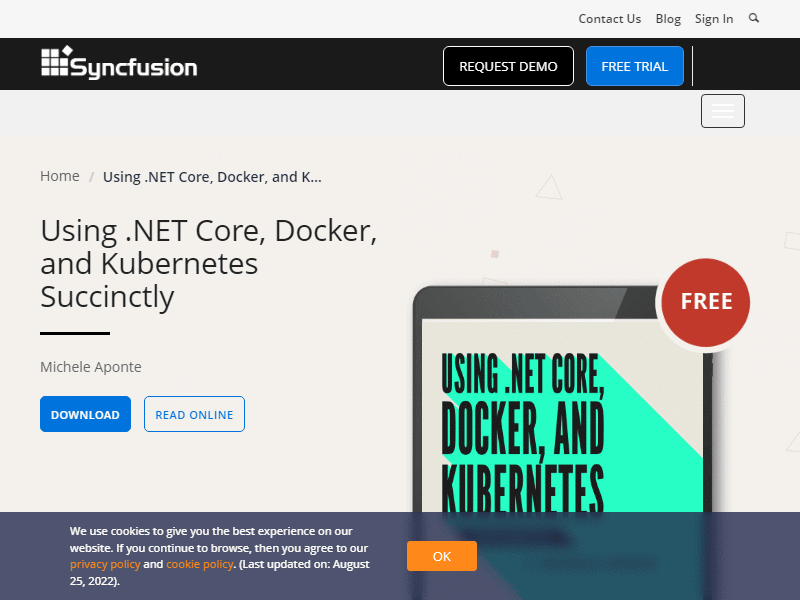 Contact Us Blog Sign In
Syncfusion
REQUEST DEMO FREE TRIAL
Home / Using .NET Core, Docker, and K...
Using .NET Core, Docker,
and Kubernetes
Succinctly
Michele Aponte
DOWNLOAD READ ONLINE
FREE
USING .NET CORE,
DOCKER, AND
KUBERNETES
We use cookies to give you the best experience on our
website. If you continue to browse, then you agree to our
privacy policy and cookie policy. (Last updated on: August
25, 2022).
OK